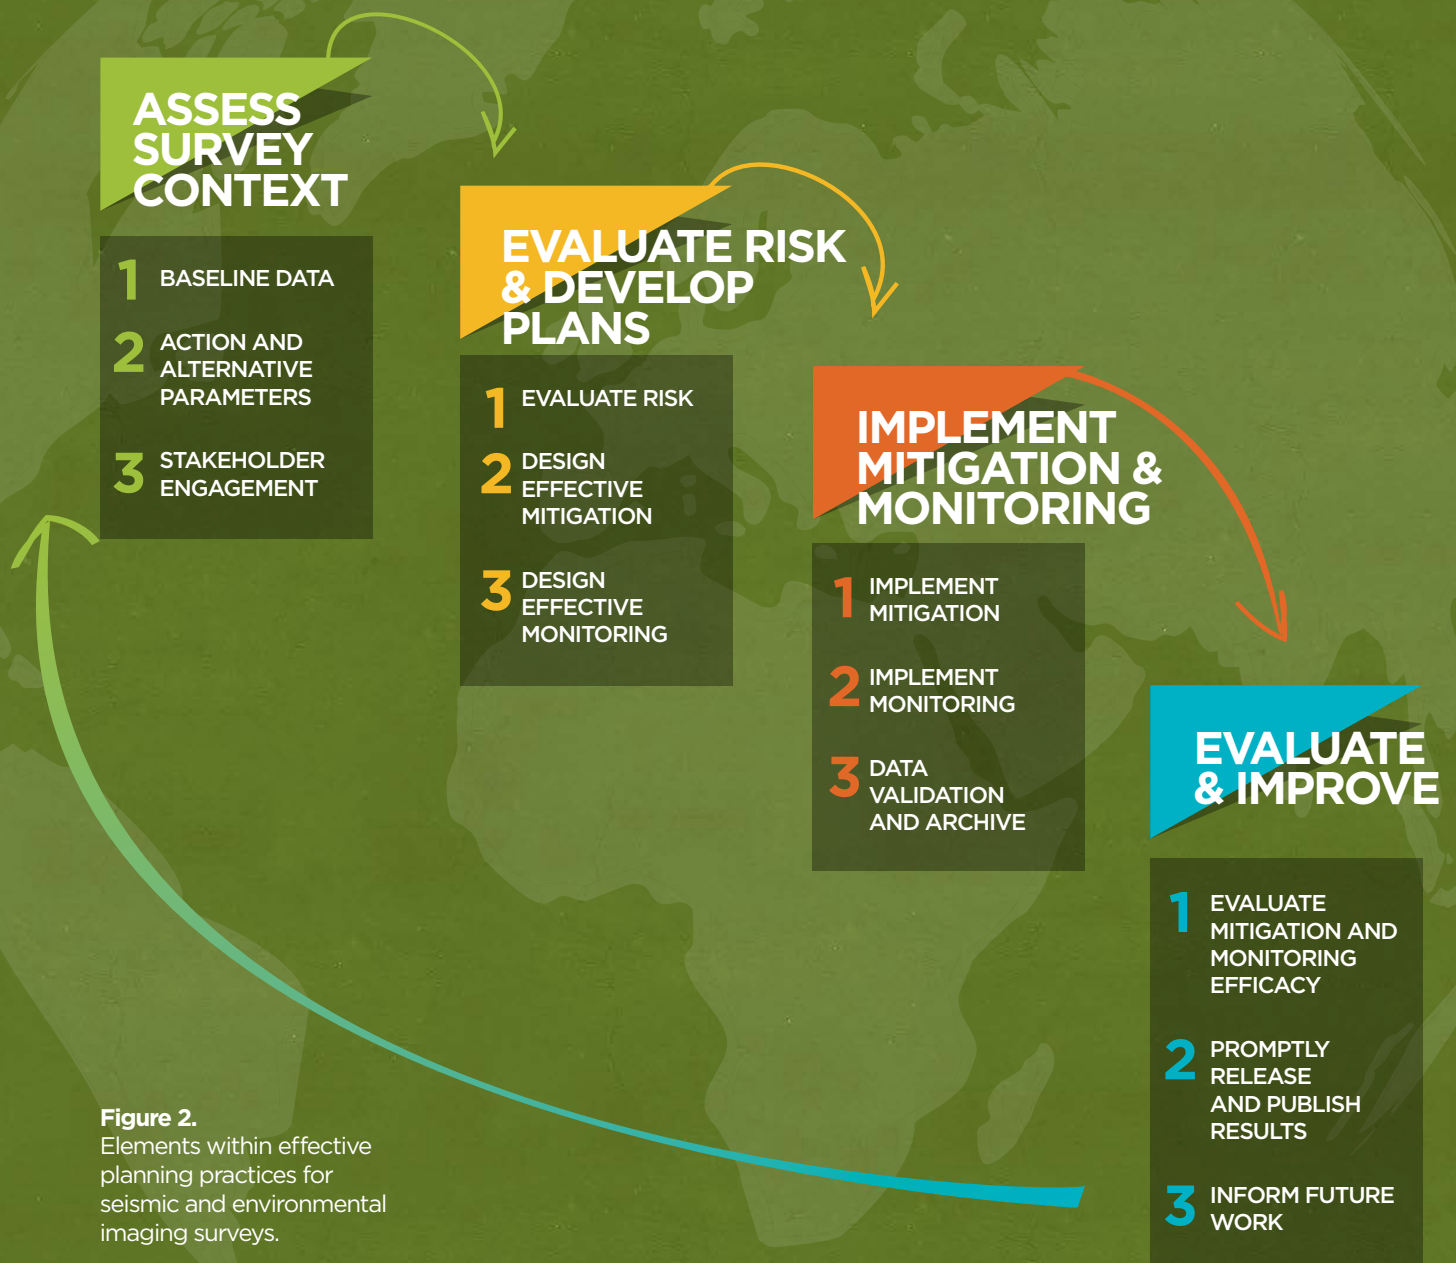 ASSESS
SURVEY
CONTEXT
1 BASELINE DATA
2 ACTION AND
ALTERNATIVE
PARAMETERS
3 STAKEHOLDER
ENGAGEMENT
EVALUATE RISK
& DEVELOP
PLANS
1 EVALUATE RISK
2 DESIGN
EFFECTIVE
MITIGATION
3 DESIGN
EFFECTIVE
MONITORING
IMPLEMENT
MITIGATION &
MONITORING
1 IMPLEMENT
MITIGATION
2 IMPLEMENT
MONITORING
3 DATA
VALIDATION
AND ARCHIVE
EVALUATE
& IMPROVE
1 EVALUATE
MITIGATION AND
MONITORING
EFFICACY
2 PROMPTLY
RELEASE
AND PUBLISH
RESULTS
3 INFORM FUTURE
WORK
Figure 2.
Elements within effective
planning practices for
seismic and environmental
imaging surveys.